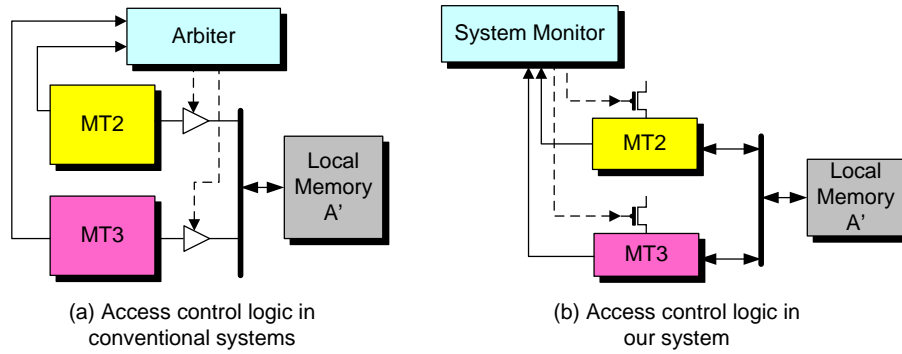 Arbiter
MT2
MT3
Local
Memory
A'
(a) Access control logic in
conventional systems
System Monitor
MT2
MT3
Local
Memory
A'
(b) Access control logic in
our system